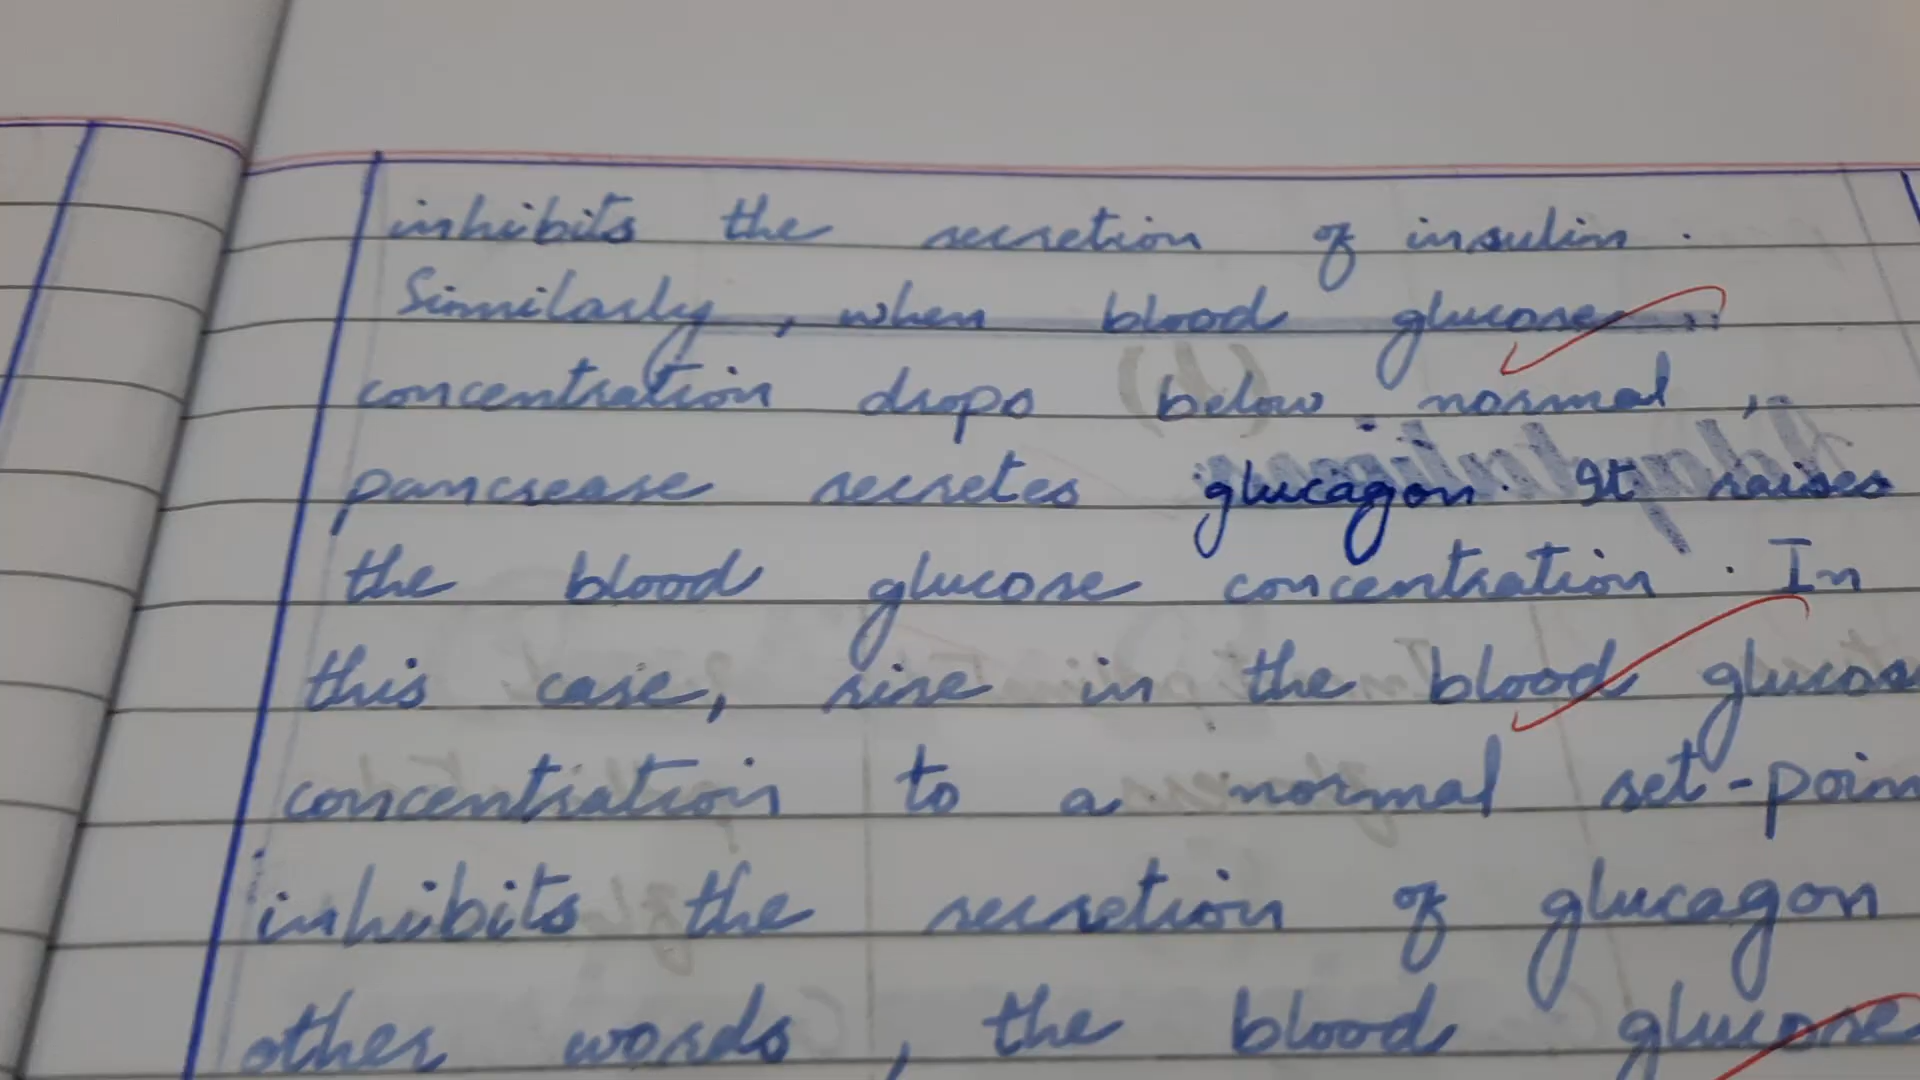 inhibits the secretion of insulin.
Similarly, when blood glucose
concentration drops below normal,
pancrease secretes glucagon. It raises
the blood glucose concentration. In
this case, rise in the blood glucos
concentration to a normal set-poin
inhibits the secretion of glucagon
other words, the blood glucose